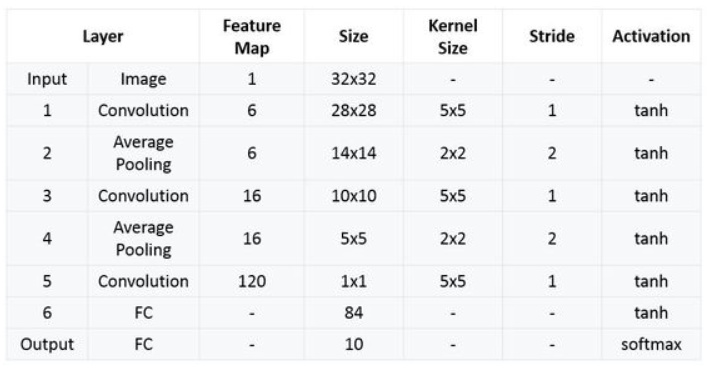 Layer Feature Map Size Kernel Size Stride Activation
Input Image 1 32x32 - - -
1 Convolution 6 28x28 5x5 1 tanh
2 Average Pooling 6 14x14 2x2 2 tanh
3 Convolution 16 10x10 5x5 1 tanh
4 Average Pooling 16 5x5 2x2 2 tanh
5 Convolution 120 1x1 5x5 1 tanh
6 FC - 84 - - tanh
Output FC - 10 - - softmax